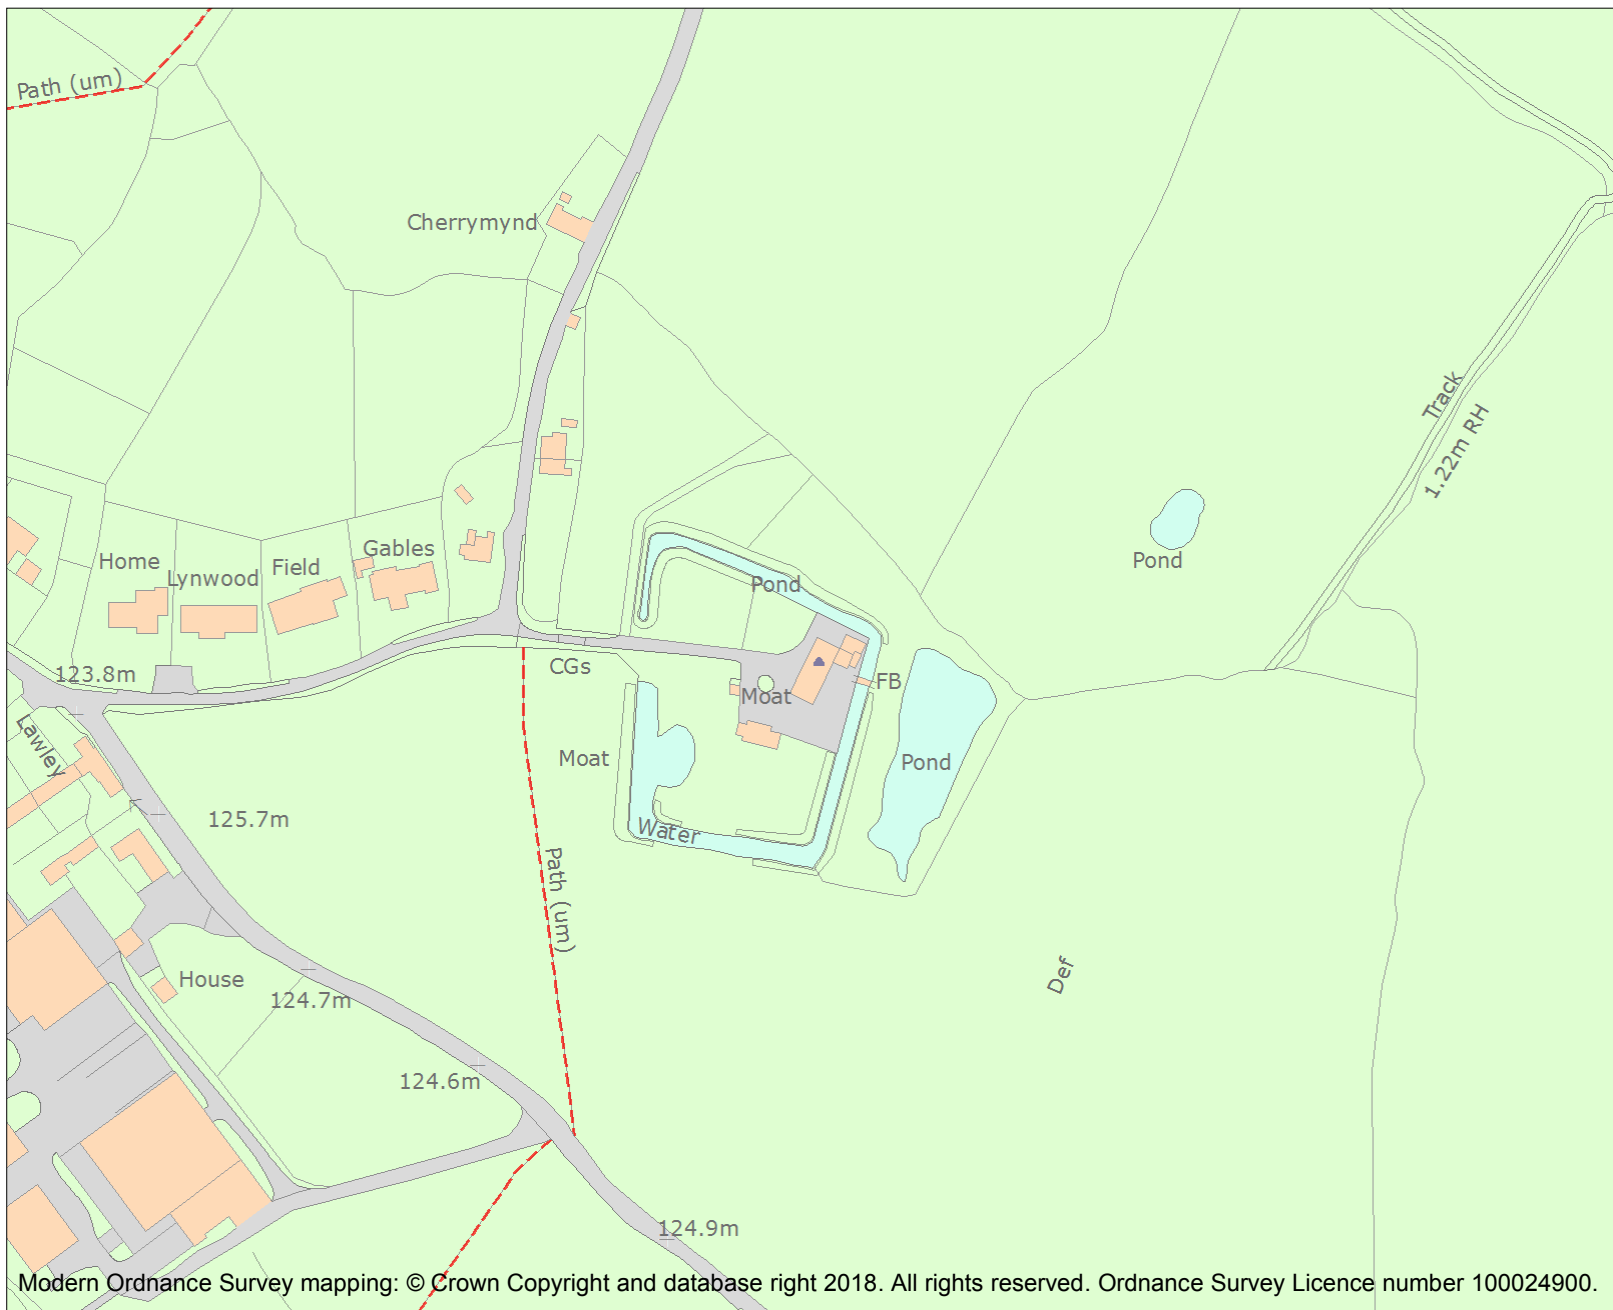 Path (um)
Cherrymynd
Track
1.22m RH
Home
Lynwood
Field
Gables
Pond
Pond
123.8m
CGs
FB
Moat
Lawley
Moat
Pond
125.7m
Water
Path (um)
House
Def
124.7m
124.6m
124.9m
Modern Ordnance Survey mapping: © Crown Copyright and database right 2018. All rights reserved. Ordnance Survey Licence number 100024900.